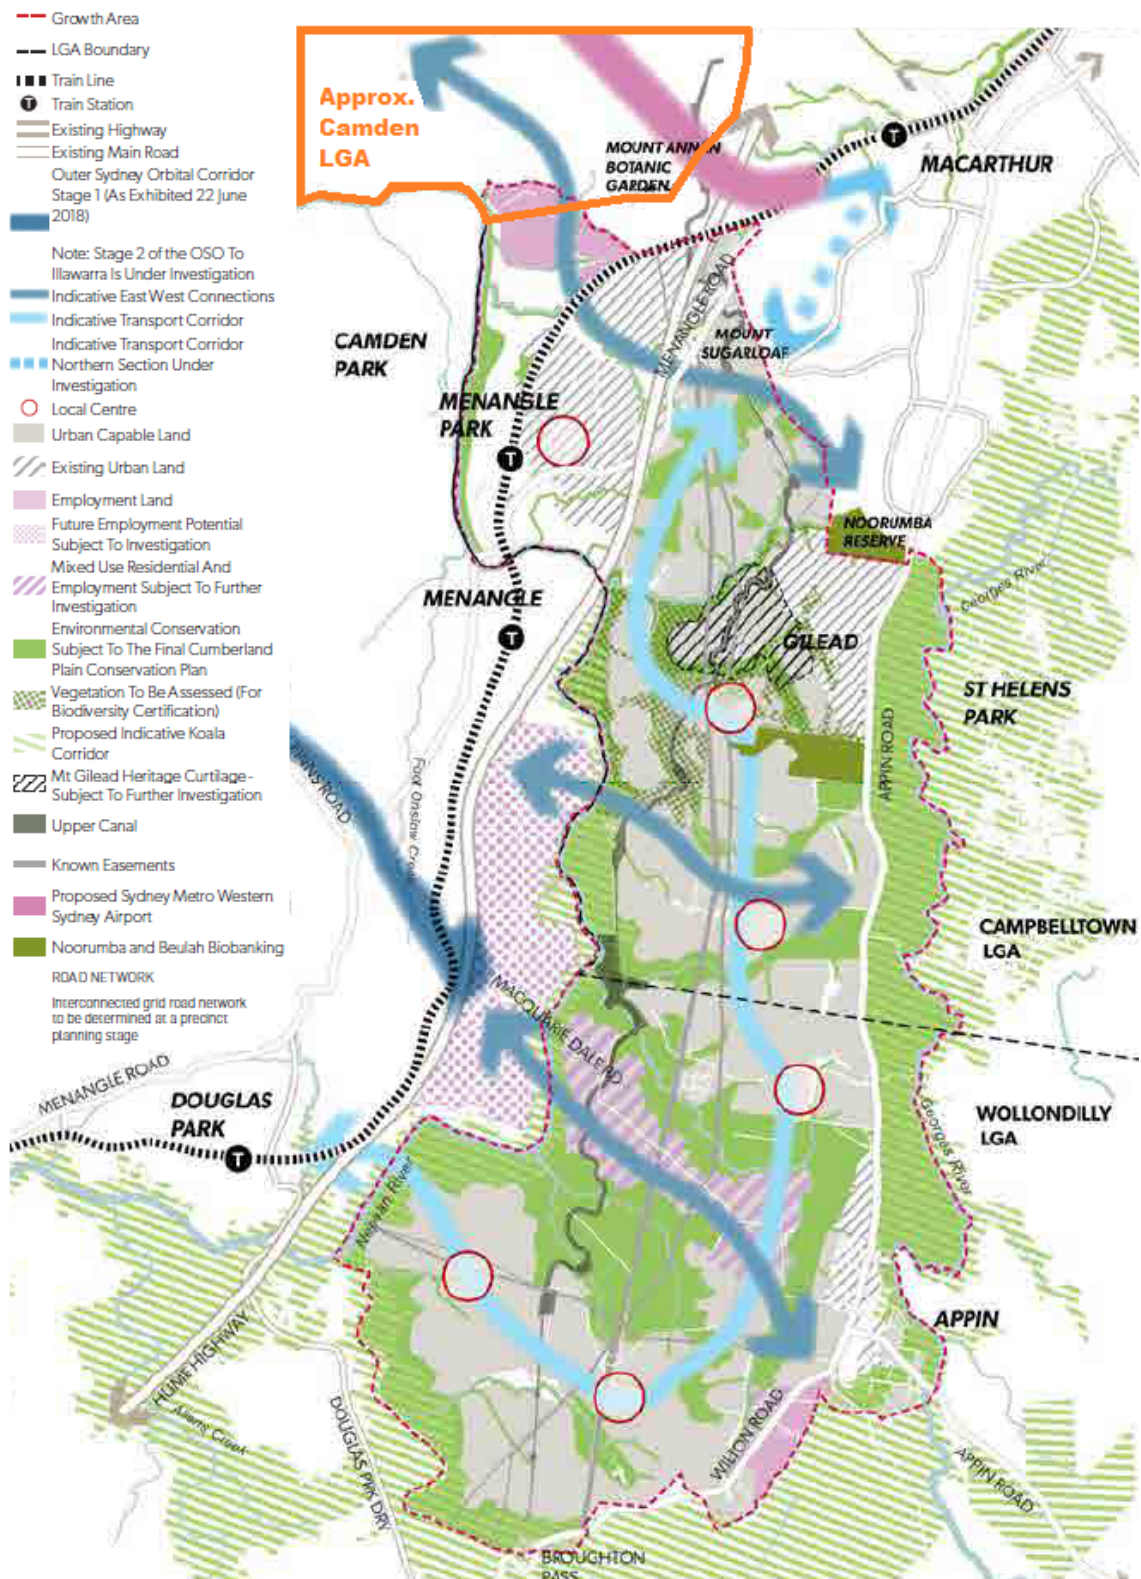 Growth Area
LGA Boundary
Train Line
T
Train Station
Existing Highway
Existing Main Road
Outer Sydney Orbital Corridor
Stage 1 (As Exhibited 22 June
2018)
Note: Stage 2 of the OSO To
Illawarra Is Under Investigation
Indicative East West Connections
Indicative Transport Corridor
Indicative Transport Corridor
Northern Section Under
Investigation
Local Centre
Urban Capable Land
Existing Urban Land
Employment Land
Future Employment Potential
Subject To Investigation
Mixed Use Residential And
Employment Subject To Further
Investigation
Environmental Conservation
Subject To The Final Cumberland
Plain Conservation Plan
Vegetation To Be Assessed (For
Biodiversity Certification)
Proposed Indicative Koala
Corridor
Mt Gilead Heritage Curtilage -
Subject To Further Investigation
Upper Canal
Known Easements
Proposed Sydney Metro Western
Sydney Airport
Noorumba and Beulah Biobanking
ROAD NETWORK
Interconnected grid road network
to be determined at a precinct
planning stage
Approx.
Camden
LGA
MOUNT ANNAN
BOTANIC
GARDEN
T
MACARTHUR
MENANGLE ROAD
MOUNT
SUGARLOAF
CAMDEN
PARK
MENANGLE
PARK
T
NOORUMBA
RESERVE
Georges River
MENANGLE
T
GILEAD
ST HELENS
PARK
APPIN ROAD
ROAD
Foot Onslow Creek
CAMPBELLTOWN
LGA
MACQUARIE DALE RD
MENANGLE ROAD
DOUGLAS
PARK
T
WOLLONDILLY
LGA
Georges River
Nepean River
APPIN
HUME HIGHWAY
Allens Creek
DOUGLAS PRK DRV
WILTON ROAD
APPIN ROAD
BROUGHTON
PASS